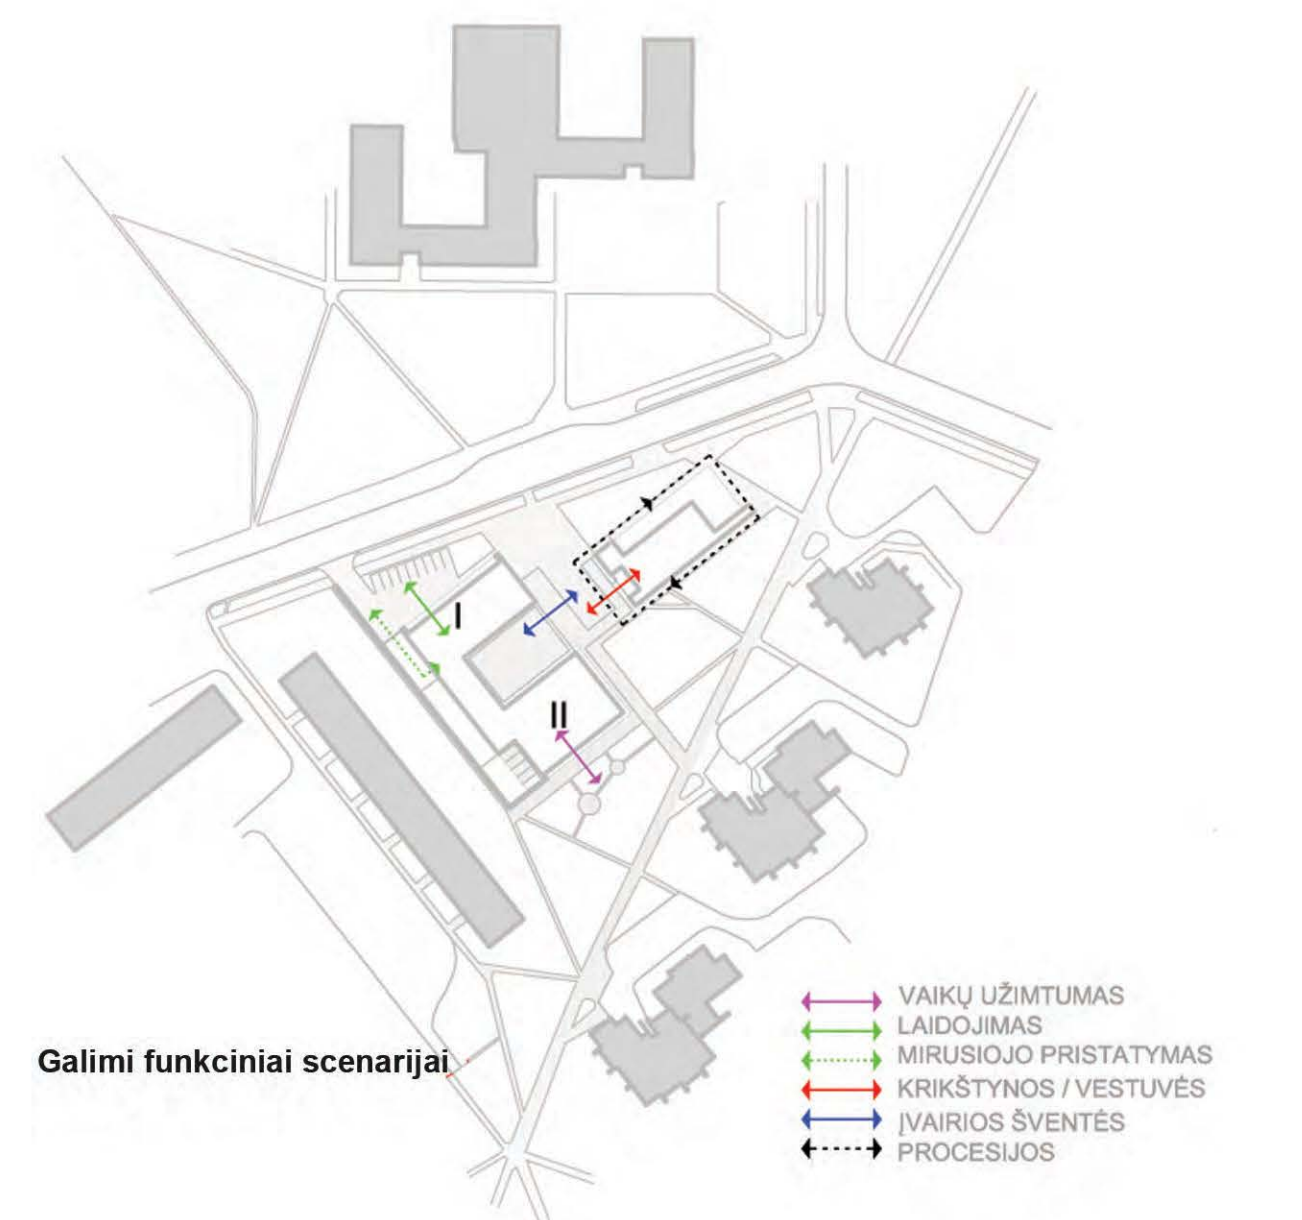 I
II
Galimi funkciniai scenarijai
VAIKŲ UŽIMTUMAS
LAIDOJIMAS
MIRUSIOJO PRISTATYMAS
KRIKŠTYNOS / VESTUVĖS
ĮVAIRIOS ŠVENTĖS
PROCESIJOS